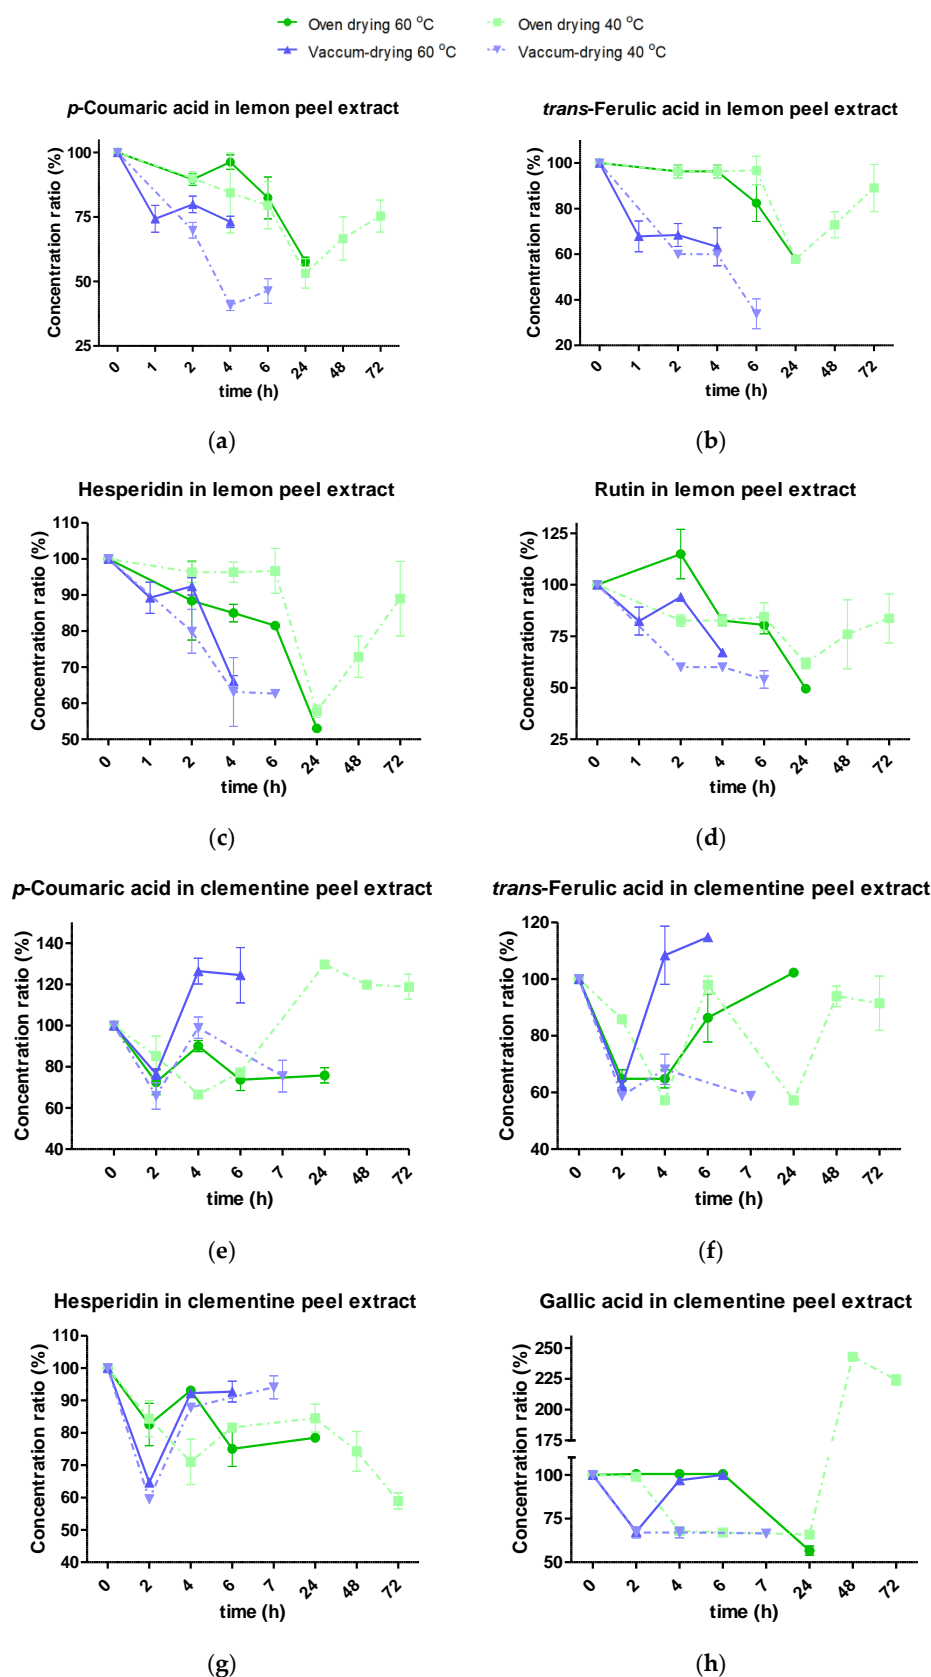 Oven drying 60 °C
Oven drying 40 °C
Vaccum-drying 60 °C
Vaccum-drying 40 °C
p-Coumaric acid in lemon peel extract
Concentration ratio (%)
100
75
50
25
0 1 2 4 6 24 48 72
time (h)
(a)
trans-Ferulic acid in lemon peel extract
Concentration ratio (%)
100
80
60
40
20
0 1 2 4 6 24 48 72
time (h)
(b)
Hesperidin in lemon peel extract
Concentration ratio (%)
110
100
90
80
70
60
50
0 1 2 4 6 24 48 72
time (h)
(c)
Rutin in lemon peel extract
Concentration ratio (%)
125
100
75
50
25
0 1 2 4 6 24 48 72
time (h)
(d)
p-Coumaric acid in clementine peel extract
Concentration ratio (%)
140
120
100
80
60
40
0 2 4 6 7 24 48 72
time (h)
(e)
trans-Ferulic acid in clementine peel extract
Concentration ratio (%)
120
100
80
60
40
0 2 4 6 7 24 48 72
time (h)
(f)
Hesperidin in clementine peel extract
Concentration ratio (%)
110
100
90
80
70
60
50
40
0 2 4 6 7 24 48 72
time (h)
(g)
Gallic acid in clementine peel extract
Concentration ratio (%)
250
225
200
175
100
75
50
0 2 4 6 7 24 48 72
time (h)
(h)